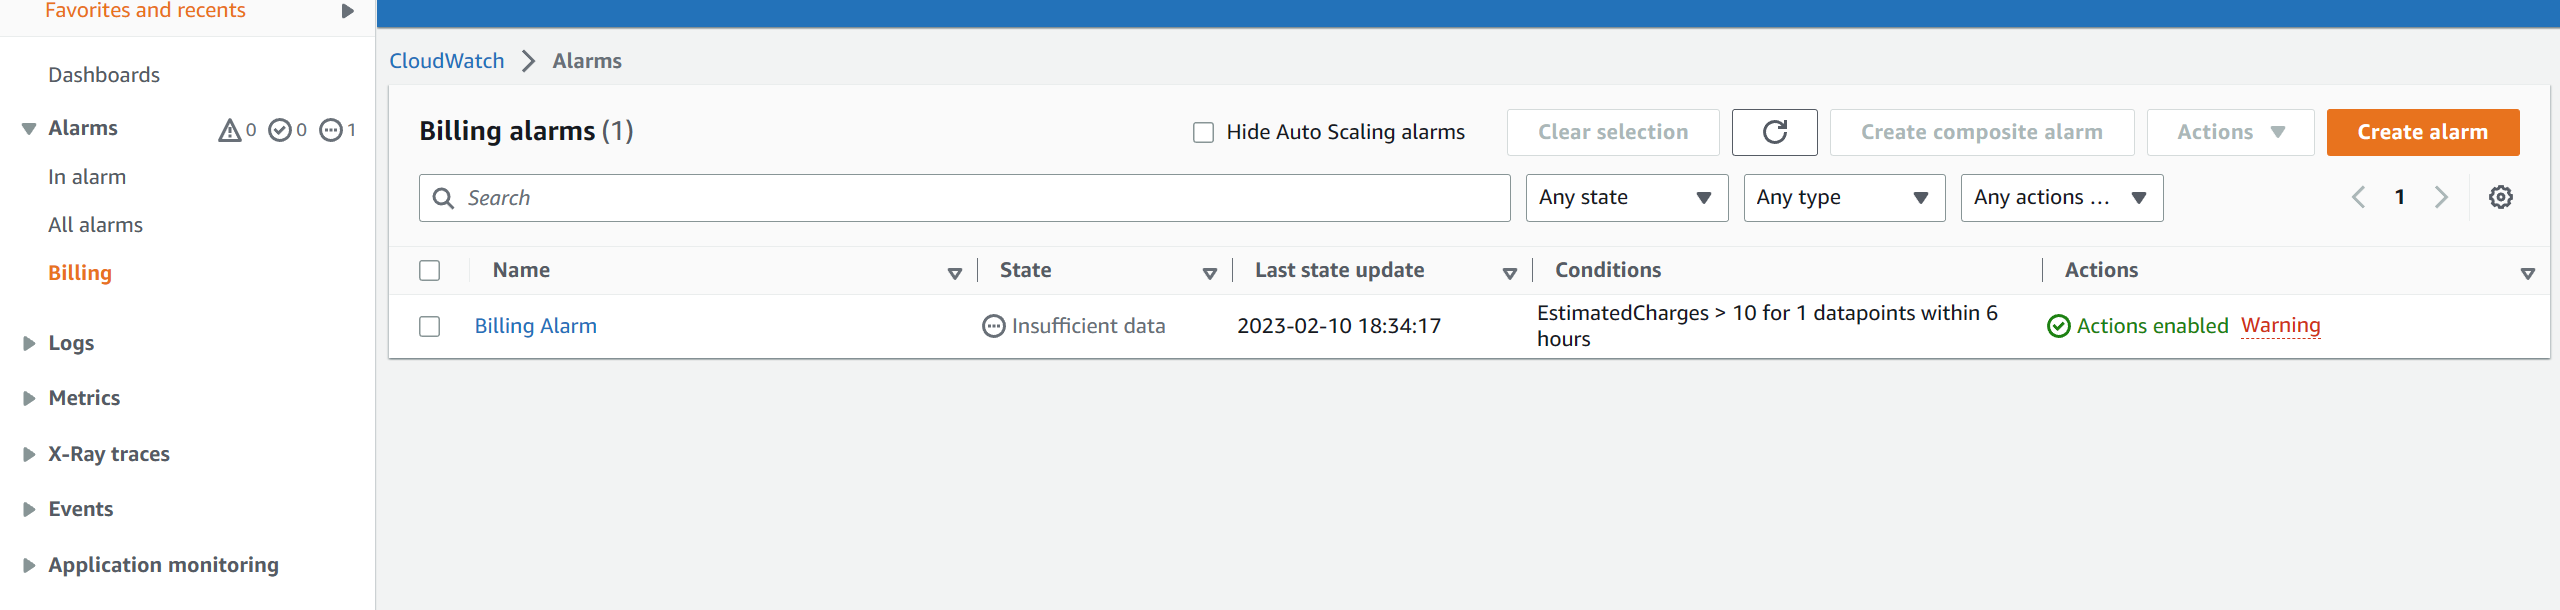 Favorites and recents
Dashboards
Alarms 0 0 1
In alarm
All alarms
Billing
Logs
Metrics
X-Ray traces
Events
Application monitoring
CloudWatch Alarms
Billing alarms (1) Hide Auto Scaling alarms Clear selection Create composite alarm Actions Create alarm
Search Any state Any type Any actions ... 1
Name State Last state update Conditions Actions
Billing Alarm Insufficient data 2023-02-10 18:34:17 EstimatedCharges > 10 for 1 datapoints within 6
hours Actions enabled Warning